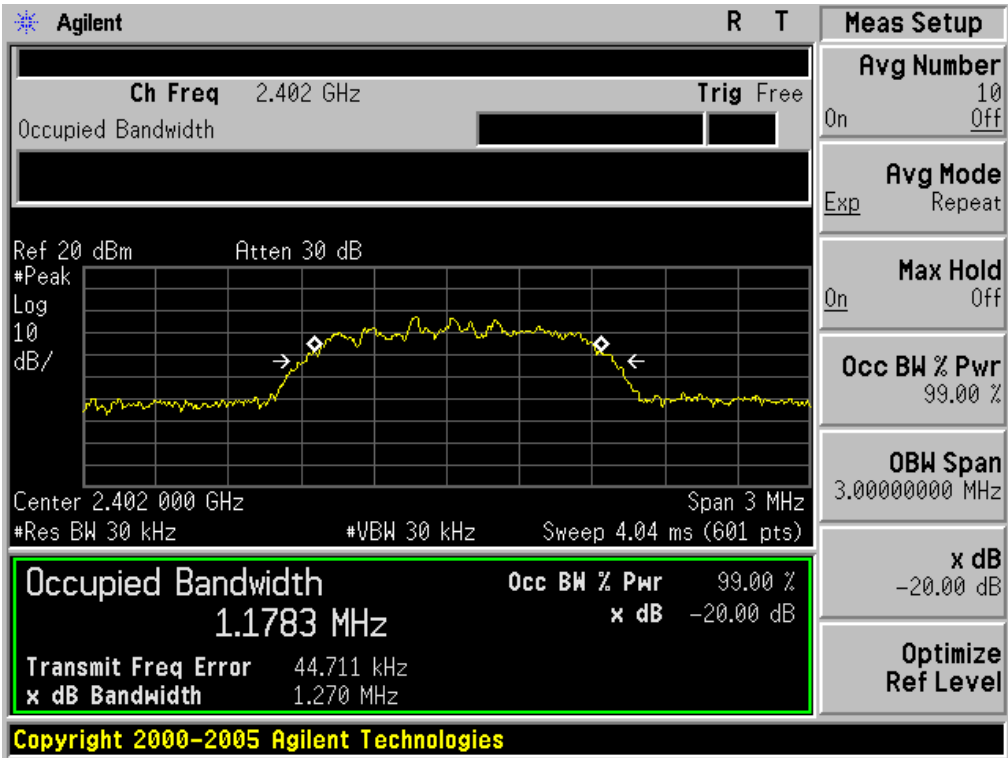 Agilent R T
Ch Freq 2.402 GHz Trig Free
Occupied Bandwidth
Ref 20 dBm Atten 30 dB
#Peak
Log
10
dB/
Center 2.402 000 GHz Span 3 MHz
#Res BW 30 kHz #VBW 30 kHz Sweep 4.04 ms (601 pts)
Occupied Bandwidth Occ BW % Pwr 99.00 %
1.1783 MHz x dB -20.00 dB
Transmit Freq Error 44.711 kHz
x dB Bandwidth 1.270 MHz
Copyright 2000-2005 Agilent Technologies
Meas Setup
Avg Number
10
On Off
Avg Mode
Exp Repeat
Max Hold
On Off
Occ BW % Pwr
99.00 %
OBW Span
3.00000000 MHz
x dB
-20.00 dB
Optimize
Ref Level